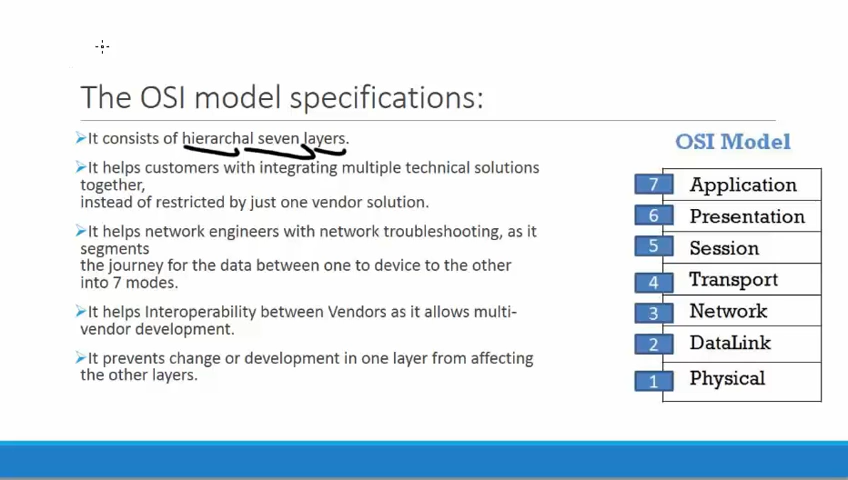 The OSI model specifications:
➢It consists of hierarchal seven layers.
➢It helps customers with integrating multiple technical solutions
together,
instead of restricted by just one vendor solution.
➢It helps network engineers with network troubleshooting, as it
segments
the journey for the data between one to device to the other
into 7 modes.
➢It helps Interoperability between Vendors as it allows multi-
vendor development.
➢It prevents change or development in one layer from affecting
the other layers.
OSI Model
7 Application
6 Presentation
5 Session
4 Transport
3 Network
2 DataLink
1 Physical